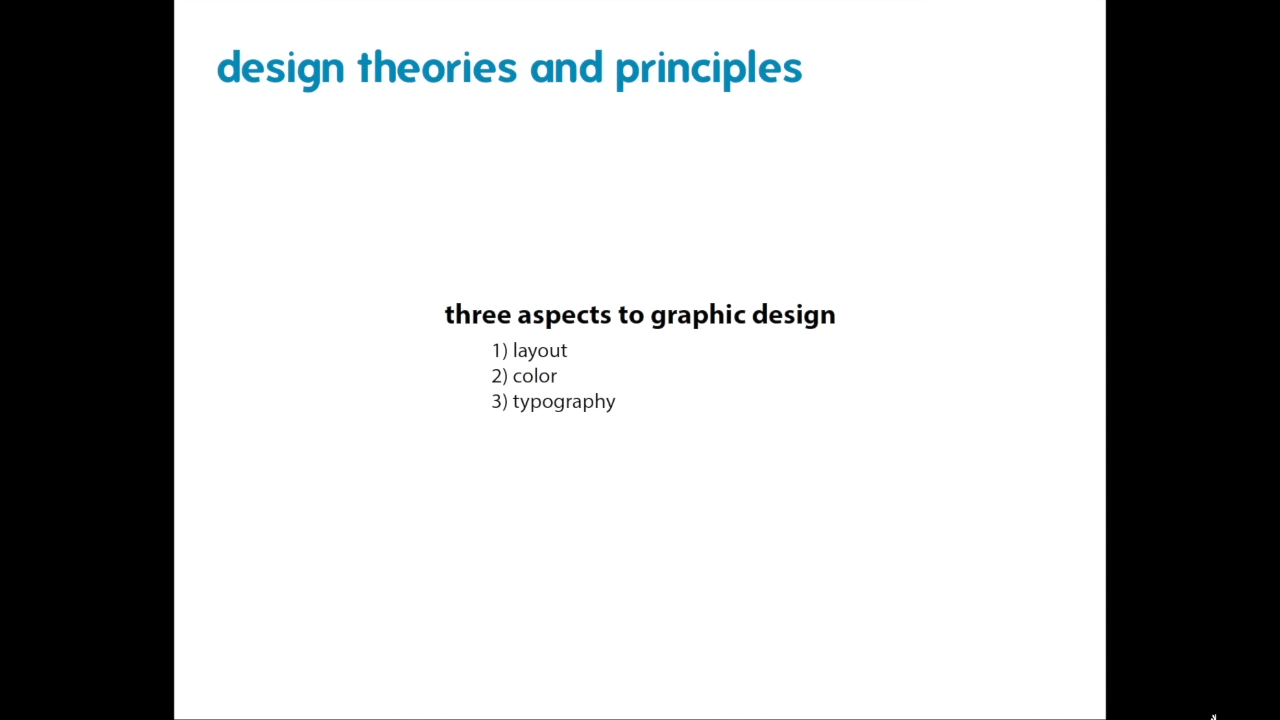 design theories and principles
three aspects to graphic design
1) layout
2) color
3) typography